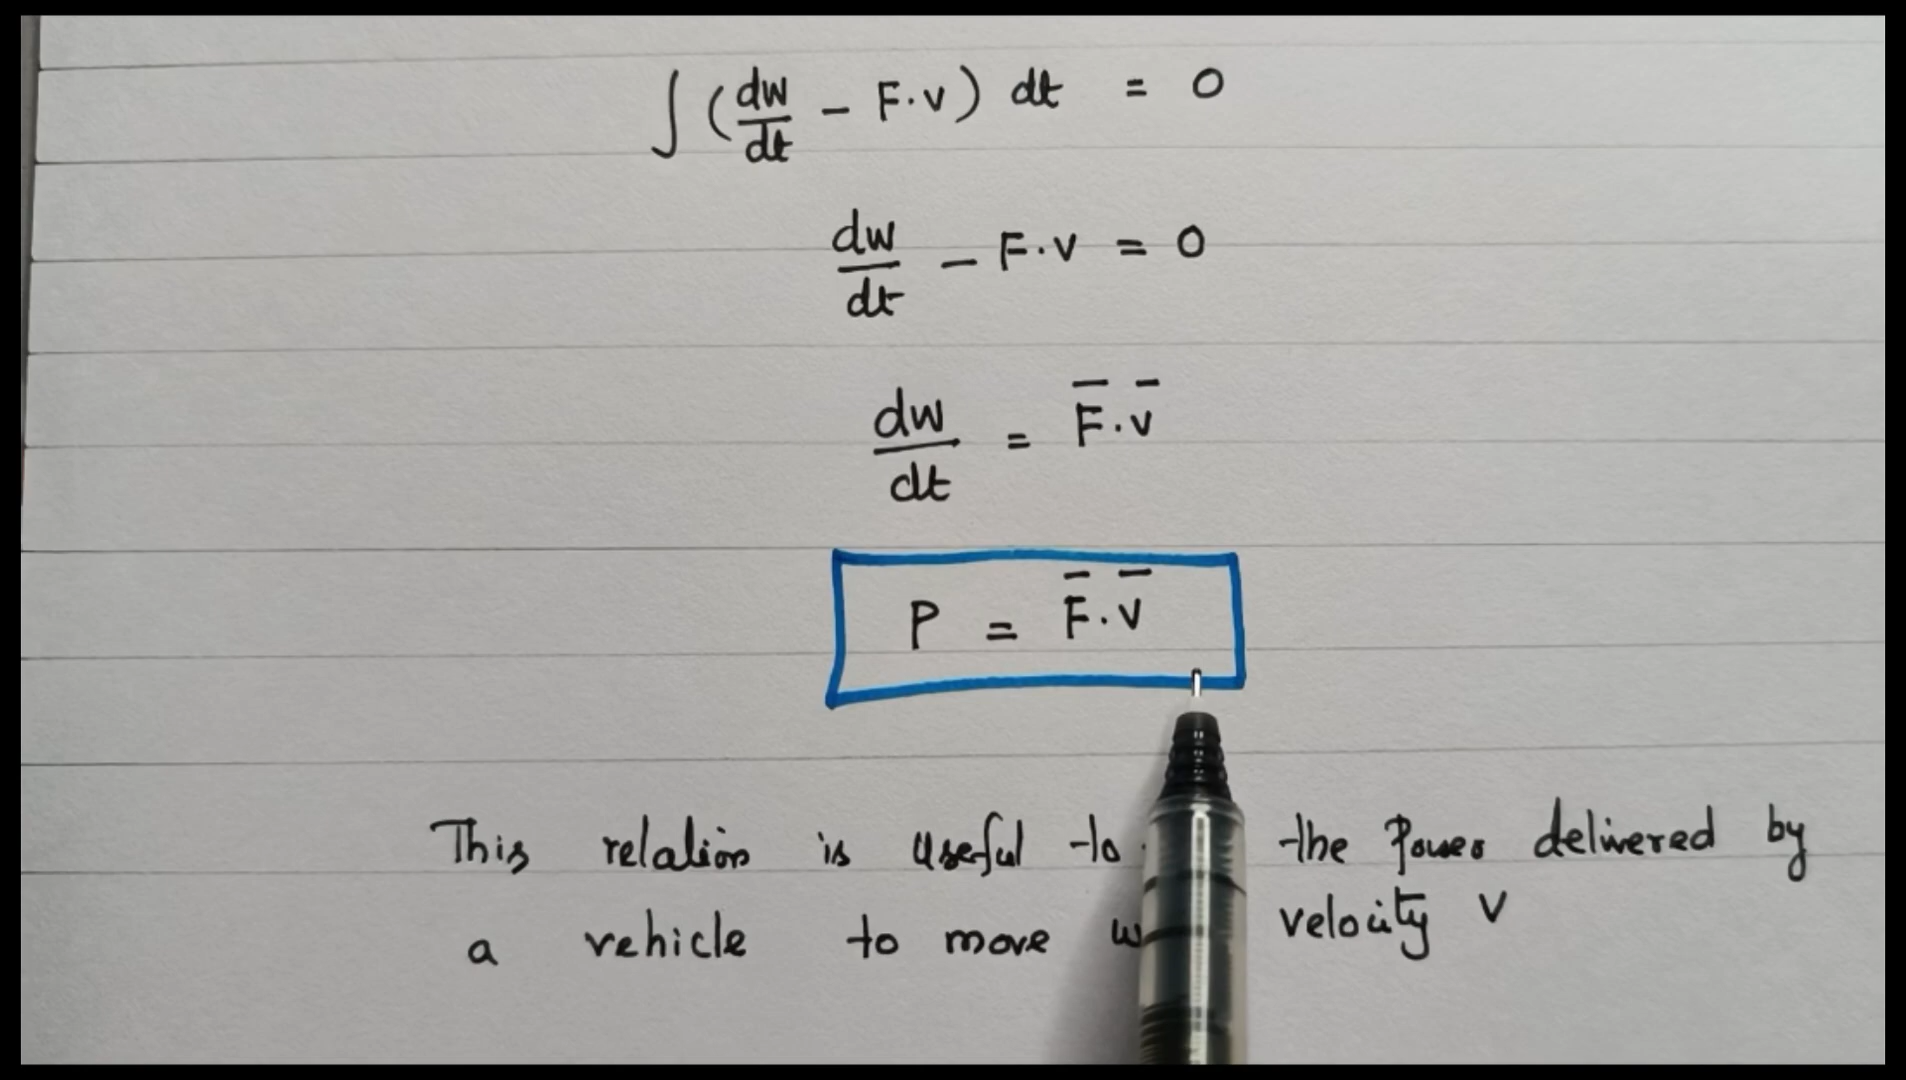 ∫ (dw/dt - F.v) dt = 0
dw/dt - F.v = 0
dw/dt = F̅.v̅
P = F̅.v̅
This relation is useful to the Power delivered by
a vehicle to move velocity v